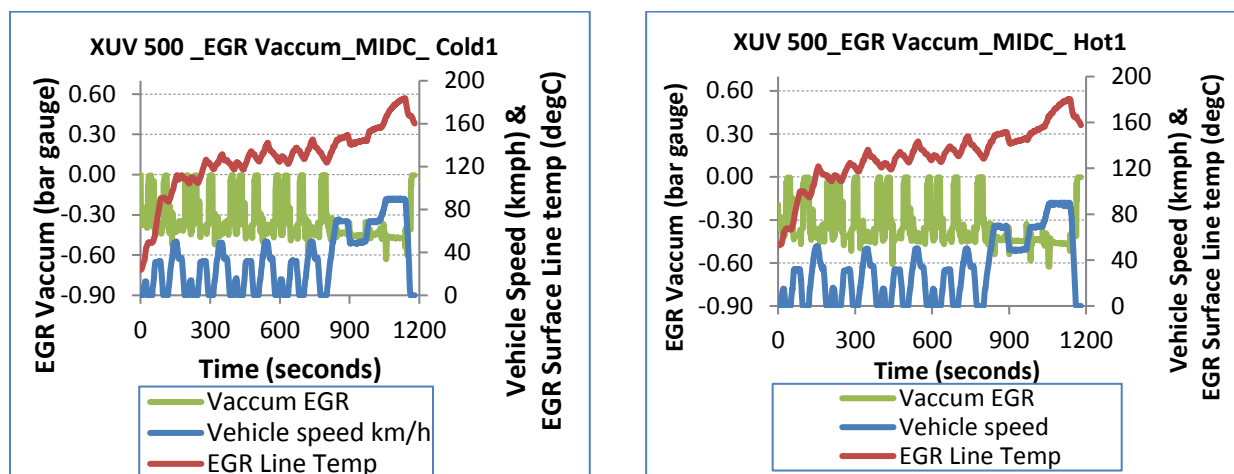 XUV 500 _EGR Vaccum_MIDC_ Cold1
EGR Vaccum (bar gauge)
0.60
0.30
0.00
-0.30
-0.60
-0.90
200
160
120
80
40
0
Vehicle Speed (kmph) &
EGR Surface Line temp (degC)
0 300 600 900 1200
Time (seconds)
Vaccum EGR
Vehicle speed km/h
EGR Line Temp
XUV 500_EGR Vaccum_MIDC_ Hot1
EGR Vaccum (bar gauge)
0.60
0.30
0.00
-0.30
-0.60
-0.90
200
160
120
80
40
0
Vehicle Speed (kmph) &
EGR Surface Line temp (degC)
0 300 600 900 1200
Time (seconds)
Vaccum EGR
Vehicle speed
EGR Line Temp